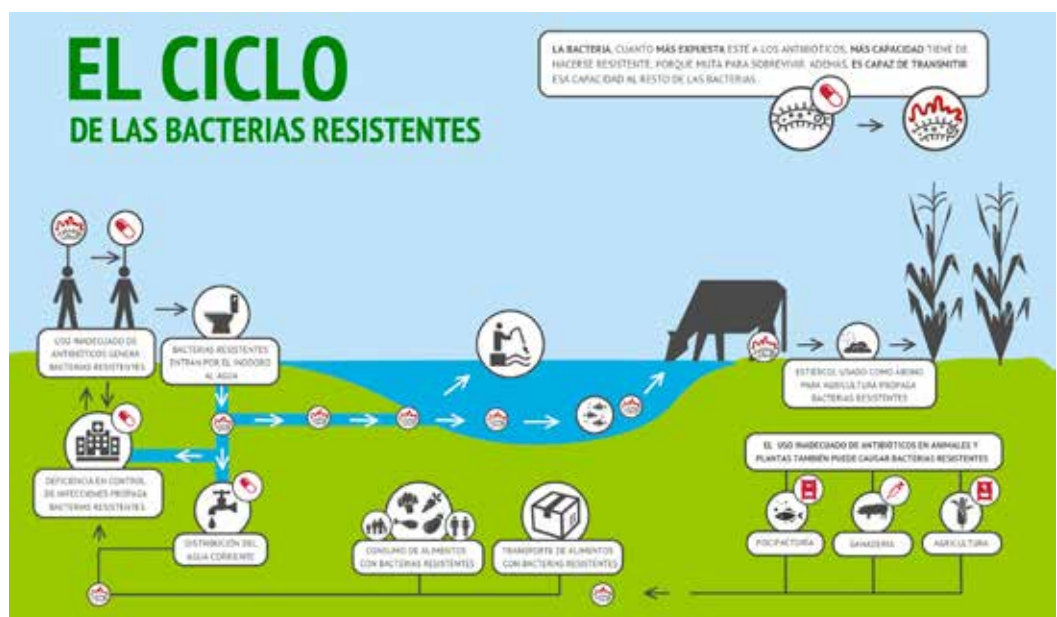 EL CICLO
DE LAS BACTERIAS RESISTENTES
LA BACTERIA, CUANTO MÁS EXPUESTA ESTÉ A LOS ANTIBIÓTICOS, MÁS CAPACIDAD TIENE DE
HACERSE RESISTENTE, PORQUE MUTA PARA SOBREVIVIR. ADEMÁS, ES CAPAZ DE TRANSMITIR
ESA CAPACIDAD AL RESTO DE LAS BACTERIAS.
USO INADECUADO DE
ANTIBIÓTICOS GENERA
BACTERIAS RESISTENTES
BACTERIAS RESISTENTES
ENTRAN POR EL INODORO
AL AGUA
ESTIÉRCOL USADO COMO ABONO
PARA AGRICULTURA PROPAGA
BACTERIAS RESISTENTES
DEFICIENCIA EN CONTROL
DE INFECCIONES PROPAGA
BACTERIAS RESISTENTES
DISTRIBUCIÓN DEL
AGUA CORRIENTE
CONSUMO DE ALIMENTOS
CON BACTERIAS RESISTENTES
TRANSPORTE DE ALIMENTOS
CON BACTERIAS RESISTENTES
EL USO INADECUADO DE ANTIBIÓTICOS EN ANIMALES Y
PLANTAS TAMBIÉN PUEDE CAUSAR BACTERIAS RESISTENTES
PISCIFACTORÍA
GANADERÍA
AGRICULTURA